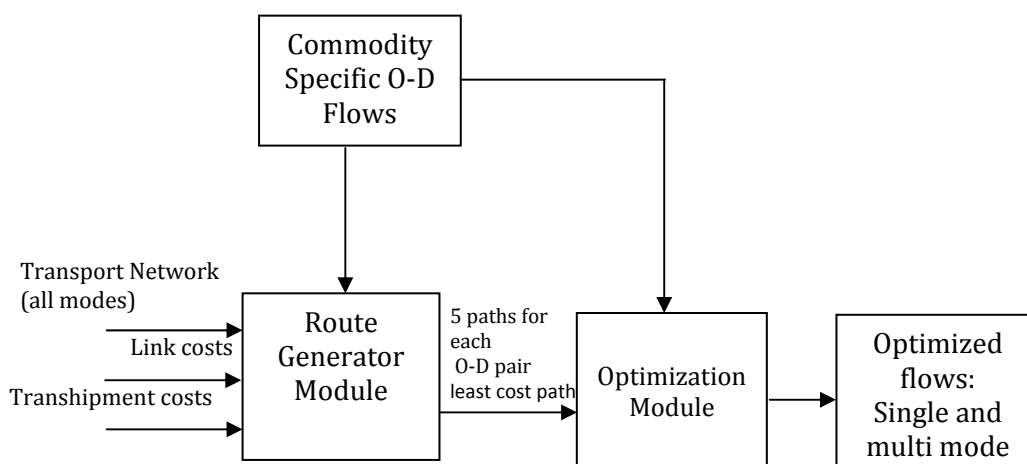 Commodity
Specific O-D
Flows
Transport Network
(all modes)
Link costs
Transhipment costs
Route
Generator
Module
5 paths for
each
O-D pair
least cost path
Optimization
Module
Optimized
flows:
Single and
multi mode